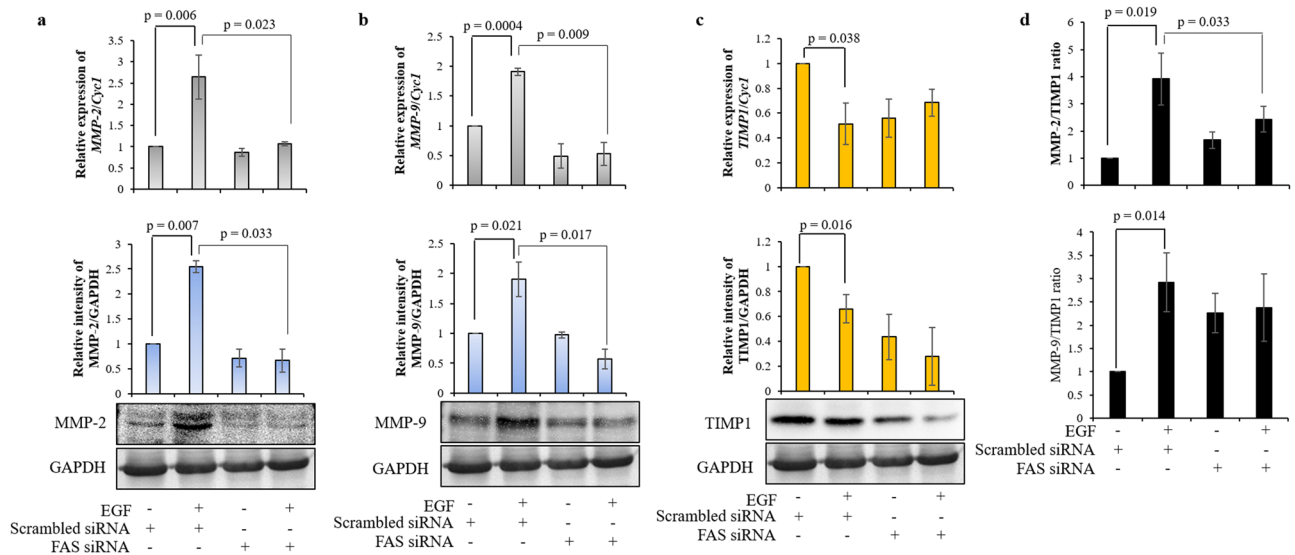 a
p = 0.006
p = 0.023
Relative expression of
MMP-2/Cyc1
3.5
3
2.5
2
1.5
1
0.5
0
p = 0.007
p = 0.033
Relative intensity of
MMP-2/GAPDH
3
2.5
2
1.5
1
0.5
0
MMP-2
GAPDH
EGF - + - +
Scrambled siRNA + + - -
FAS siRNA - - + +
b
p = 0.0004
p = 0.009
Relative expression of
MMP-9/Cyc1
2.5
2
1.5
1
0.5
0
p = 0.021
p = 0.017
Relative intensity of
MMP-9/GAPDH
2.5
2
1.5
1
0.5
0
MMP-9
GAPDH
EGF - + - +
Scrambled siRNA + + - -
FAS siRNA - - + +
c
p = 0.038
Relative expression of
TIMP1/Cyc1
1.2
1
0.8
0.6
0.4
0.2
0
p = 0.016
Relative intensity of
TIMP1/GAPDH
1.2
1
0.8
0.6
0.4
0.2
0
TIMP1
GAPDH
EGF - + - +
Scrambled siRNA + + - -
FAS siRNA - - + +
d
p = 0.019
p = 0.033
MMP-2/TIMP1 ratio
6
5
4
3
2
1
0
p = 0.014
MMP-9/TIMP1 ratio
4
3.5
3
2.5
2
1.5
1
0.5
0
EGF - + - +
Scrambled siRNA + + - -
FAS siRNA - - + +